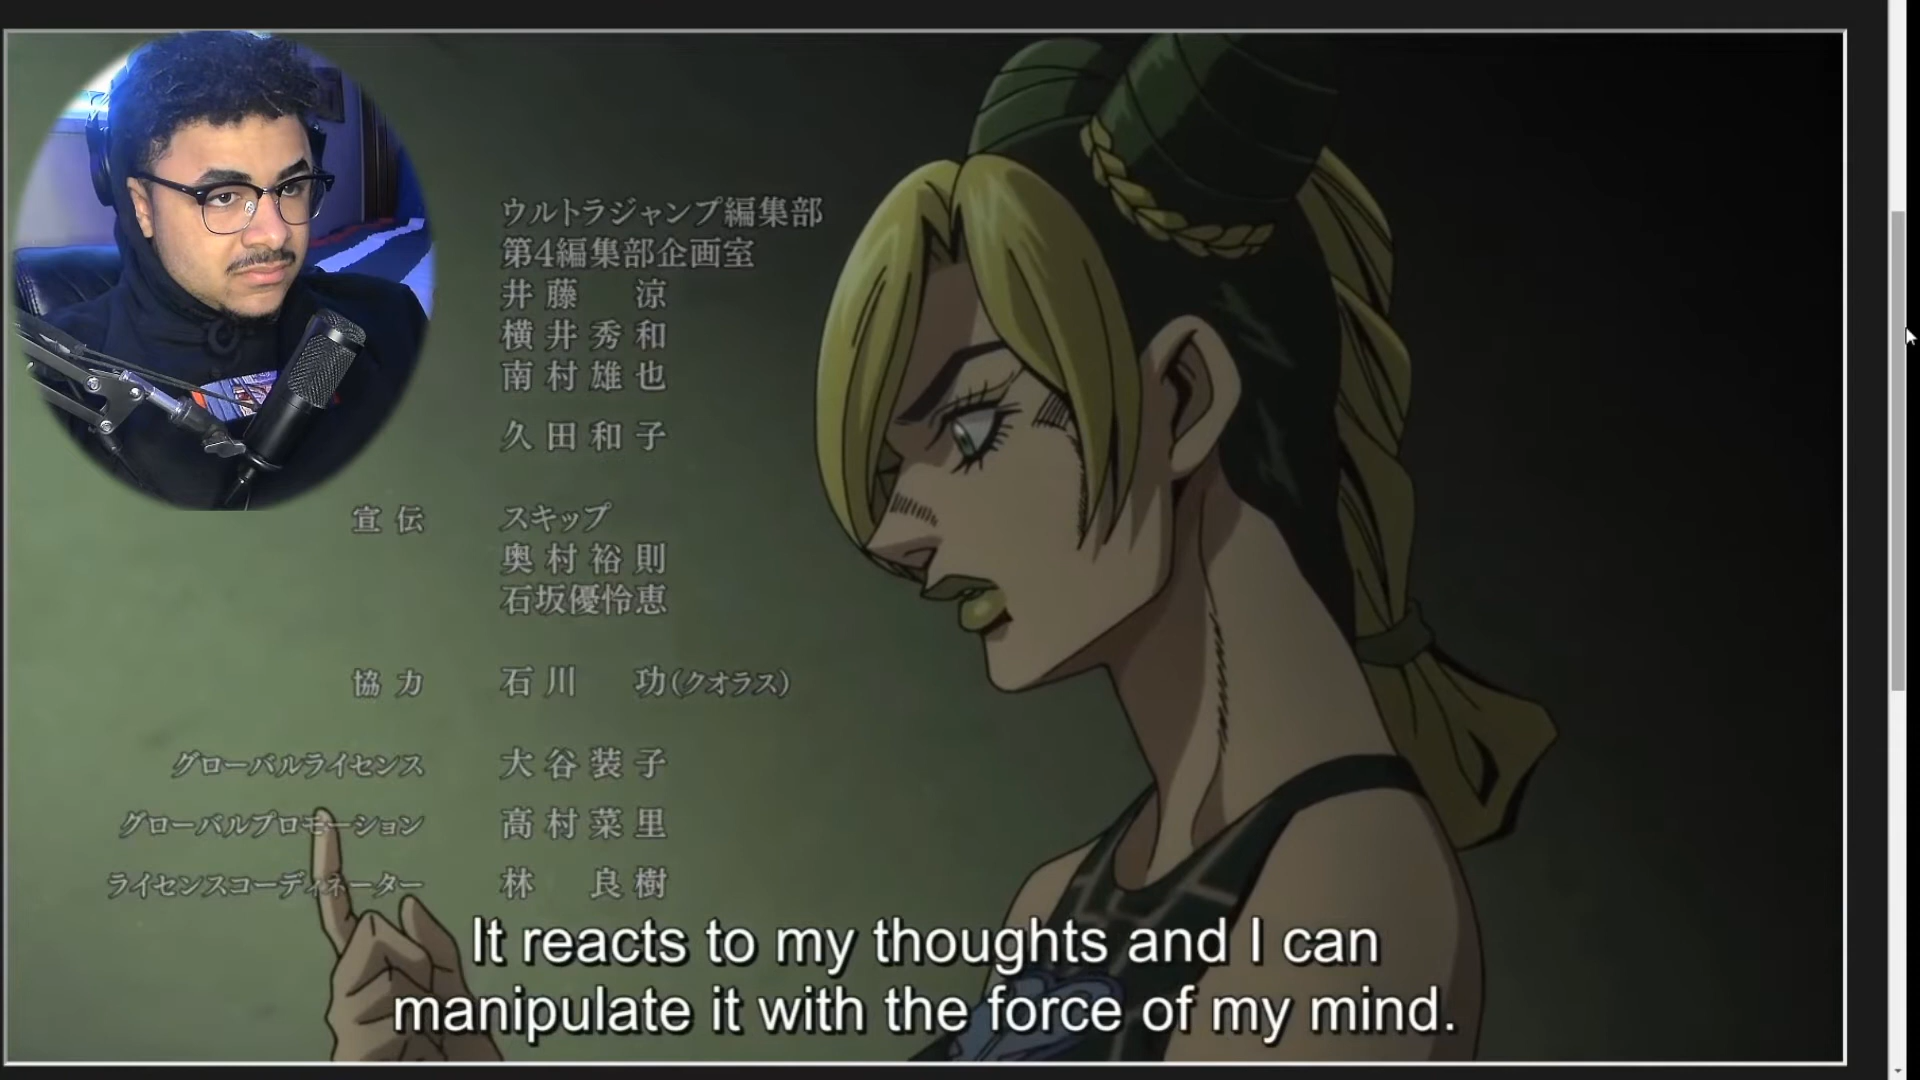 ウルトラジャンプ編集部
第4編集部企画室
井藤 涼
横井秀和
南村雄也
久田和子
宣伝 スキップ
奥村裕則
石坂優怜恵
協力 石川 功(クオラス)
グローバルライセンス 大谷装子
グローバルプロモーション 高村菜里
ライセンスコーディネーター 林 良樹
It reacts to my thoughts and I can
manipulate it with the force of my mind.